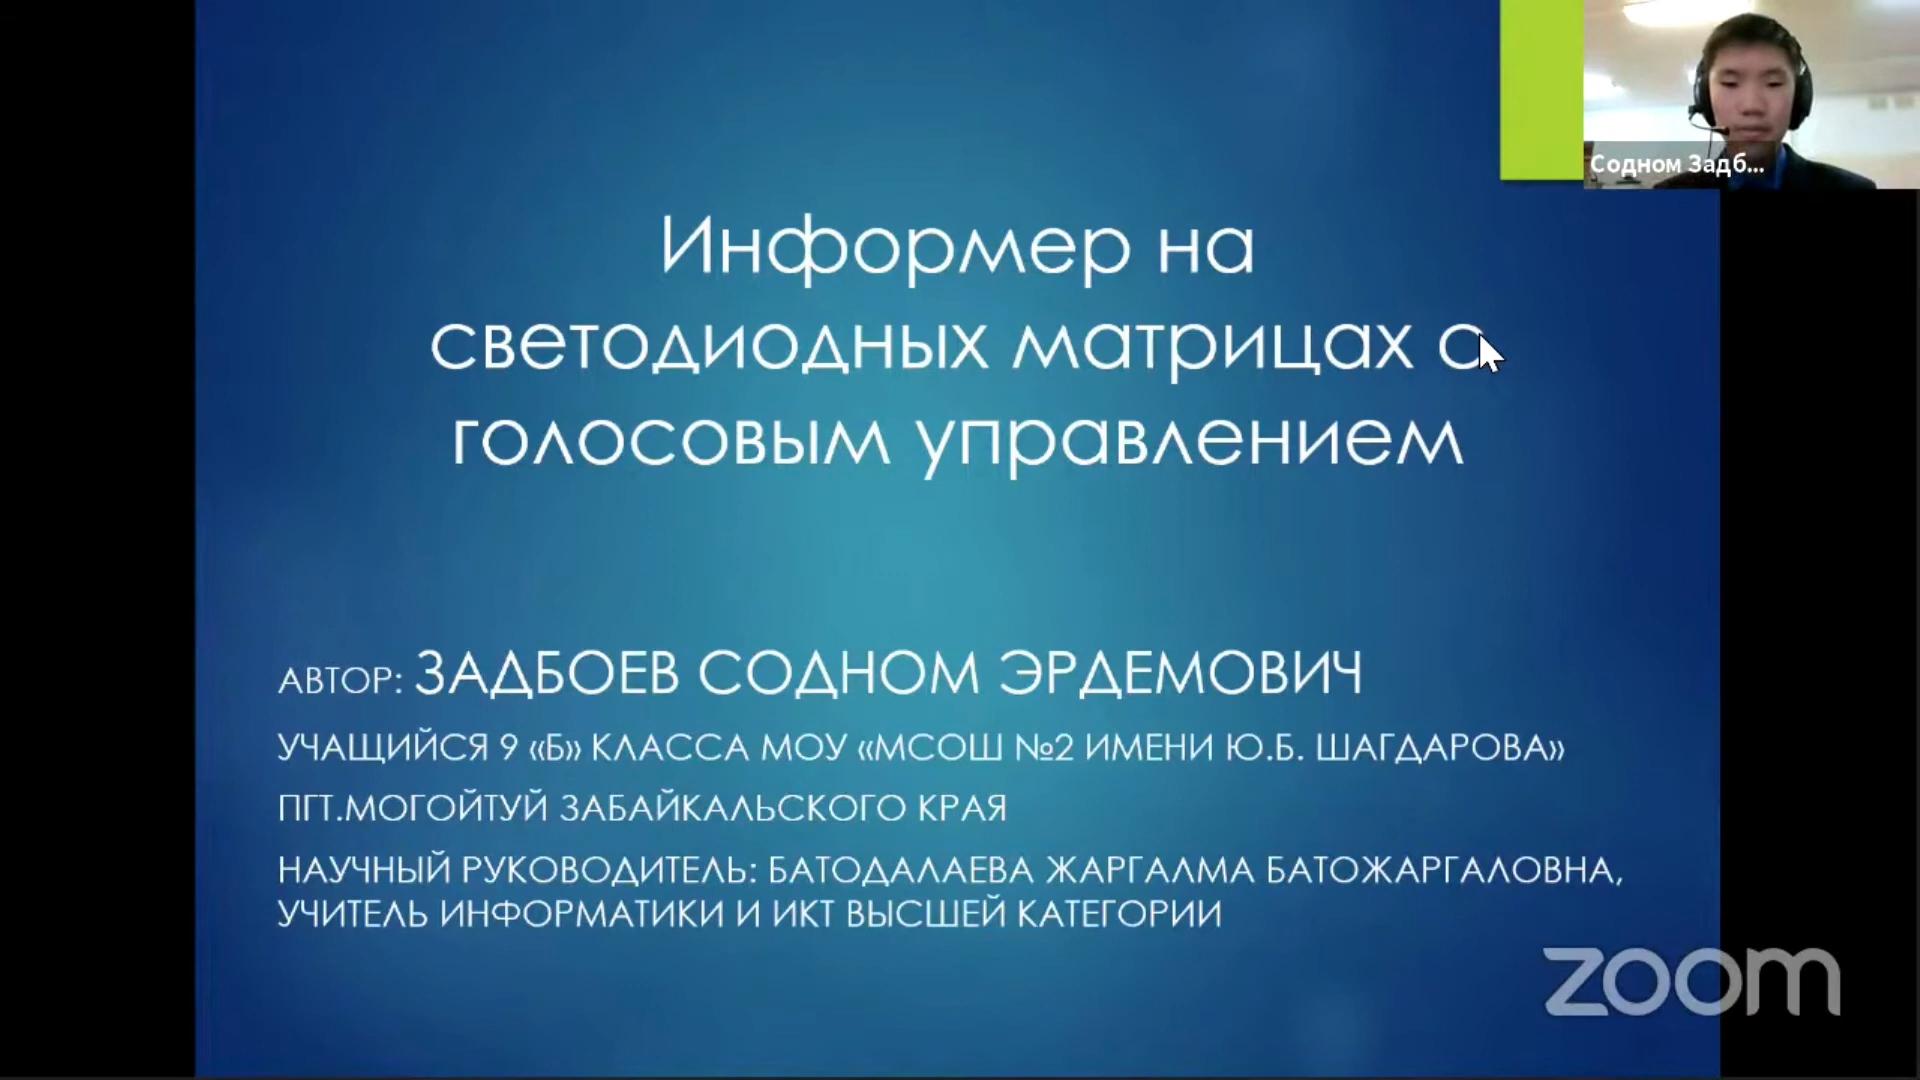 Содном Задб...
Информер на
светодиодных матрицах с
голосовым управлением
АВТОР: ЗАДБОЕВ СОДНОМ ЭРДЕМОВИЧ
УЧАЩИЙСЯ 9 «Б» КЛАССА МОУ «МСОШ №2 ИМЕНИ Ю.Б. ШАГДАРОВА»
ПГТ.МОГОЙТУЙ ЗАБАЙКАЛЬСКОГО КРАЯ
НАУЧНЫЙ РУКОВОДИТЕЛЬ: БАТОДАЛАЕВА ЖАРГАЛМА БАТОЖАРГАЛОВНА,
УЧИТЕЛЬ ИНФОРМАТИКИ И ИКТ ВЫСШЕЙ КАТЕГОРИИ
zoom